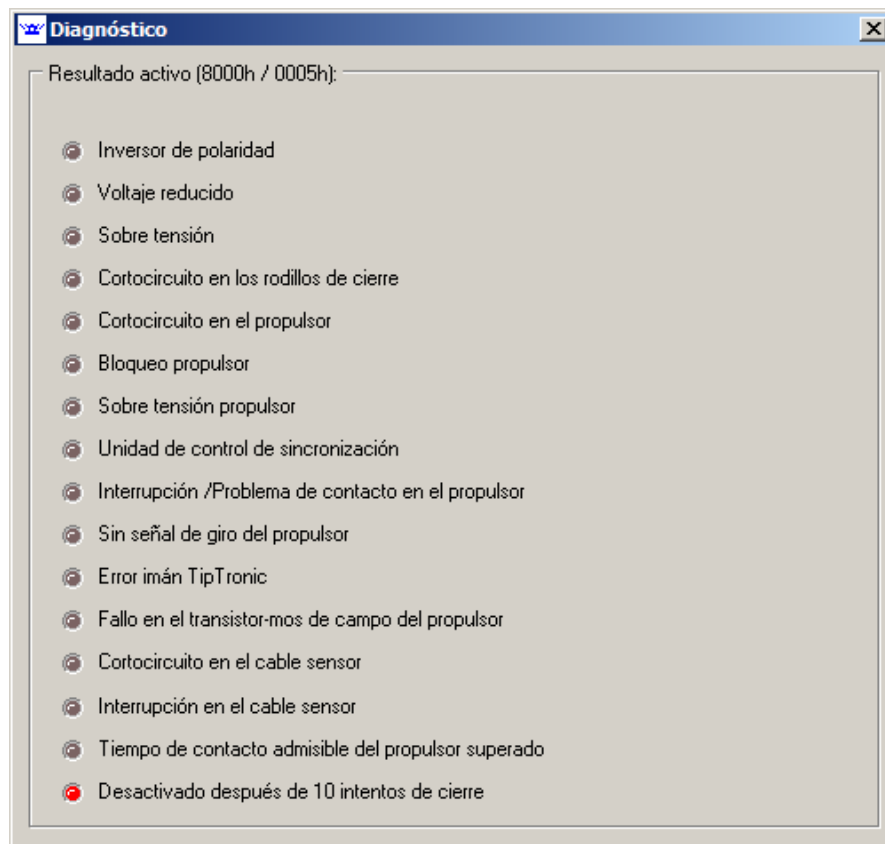 Diagnóstico
Resultado activo (8000h / 0005h):
Inversor de polaridad
Voltaje reducido
Sobre tensión
Cortocircuito en los rodillos de cierre
Cortocircuito en el propulsor
Bloqueo propulsor
Sobre tensión propulsor
Unidad de control de sincronización
Interrupción /Problema de contacto en el propulsor
Sin señal de giro del propulsor
Error imán TipTronic
Fallo en el transistor-mos de campo del propulsor
Cortocircuito en el cable sensor
Interrupción en el cable sensor
Tiempo de contacto admisible del propulsor superado
Desactivado después de 10 intentos de cierre